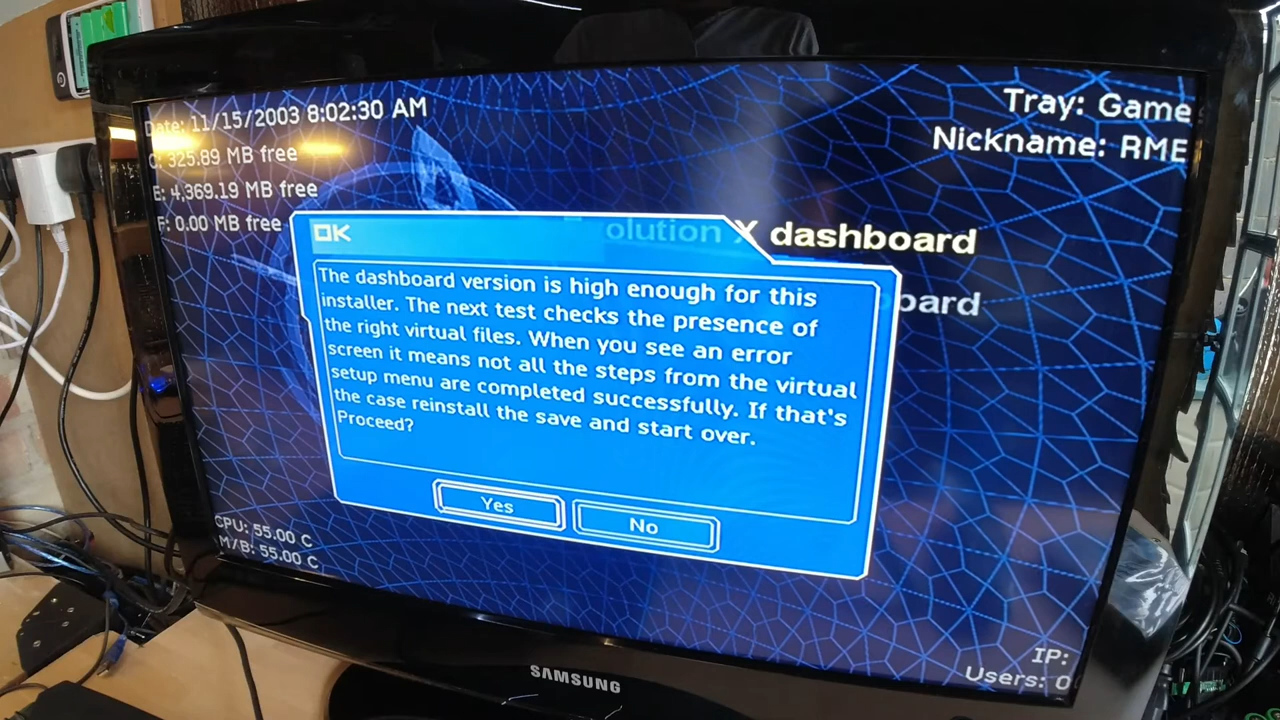 Date: 11/15/2003 8:02:30 AM
C: 325.89 MB free
E: 4,369.19 MB free
F: 0.00 MB free
Tray: Game
Nickname: RME
olution X dashboard
board
OK
The dashboard version is high enough for this
installer. The next test checks the presence of
the right virtual files. When you see an error
screen it means not all the steps from the virtual
setup menu are completed successfully. If that's
the case reinstall the save and start over.
Proceed?
Yes
No
CPU: 55.00 C
M/B: 55.00 C
IP:
Users: 0
SAMSUNG